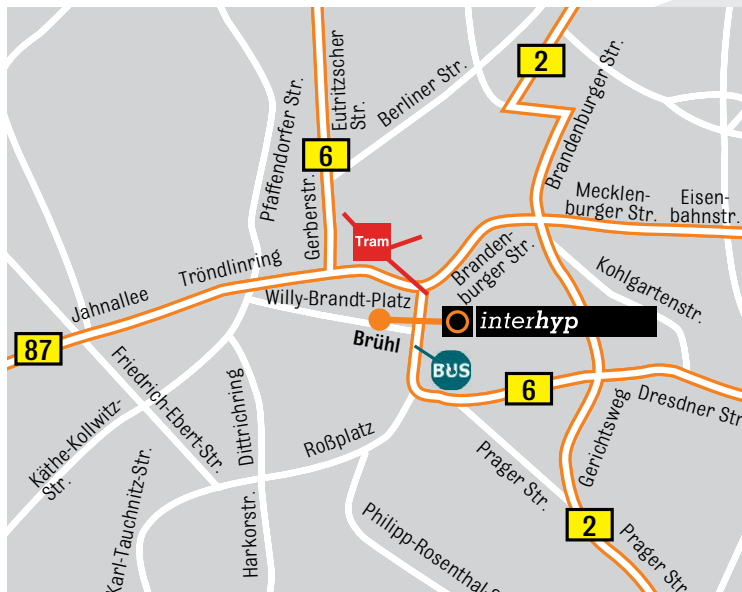 2
Eutritzscher
Str.
Berliner Str.
Brandenburger Str.
Pfaffendorfer Str.
6
Gerberstr.
Mecklen-
burger Str.
Eisen-
bahnstr.
Tram
Branden-
burger Str.
Tröndlinring
Kohlgartenstr.
Jahnallee
Willy-Brandt-Platz
interhyp
87
Brühl
BUS
6
Friedrich-Ebert-Str.
Dittrichring
Dresdner Str
Käthe-Kollwitz-
Str.
Gerichtsweg
Roßplatz
Prager Str.
Karl-Tauchnitz-Str.
Harkorstr.
Philipp-Rosenthal-S
2
Prager Str.